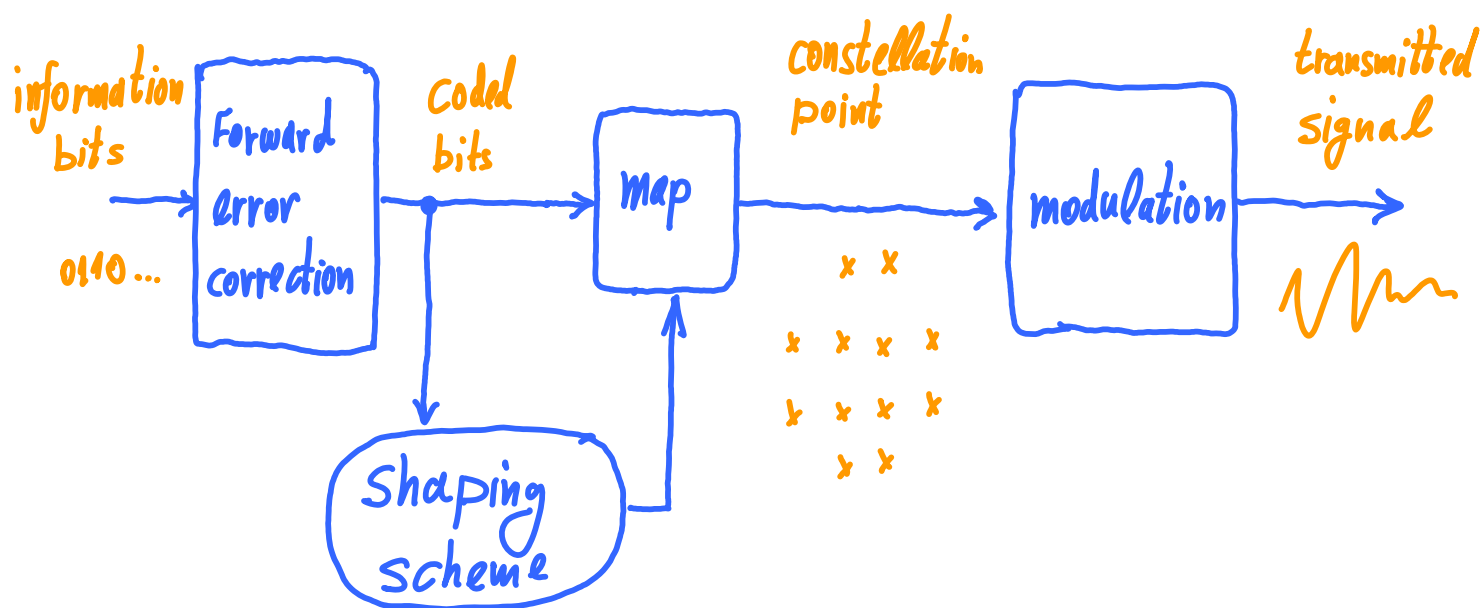 information
bits
0110...
Forward
error
correction
coded
bits
map
constellation
point
modulation
transmitted
signal
Shaping
scheme